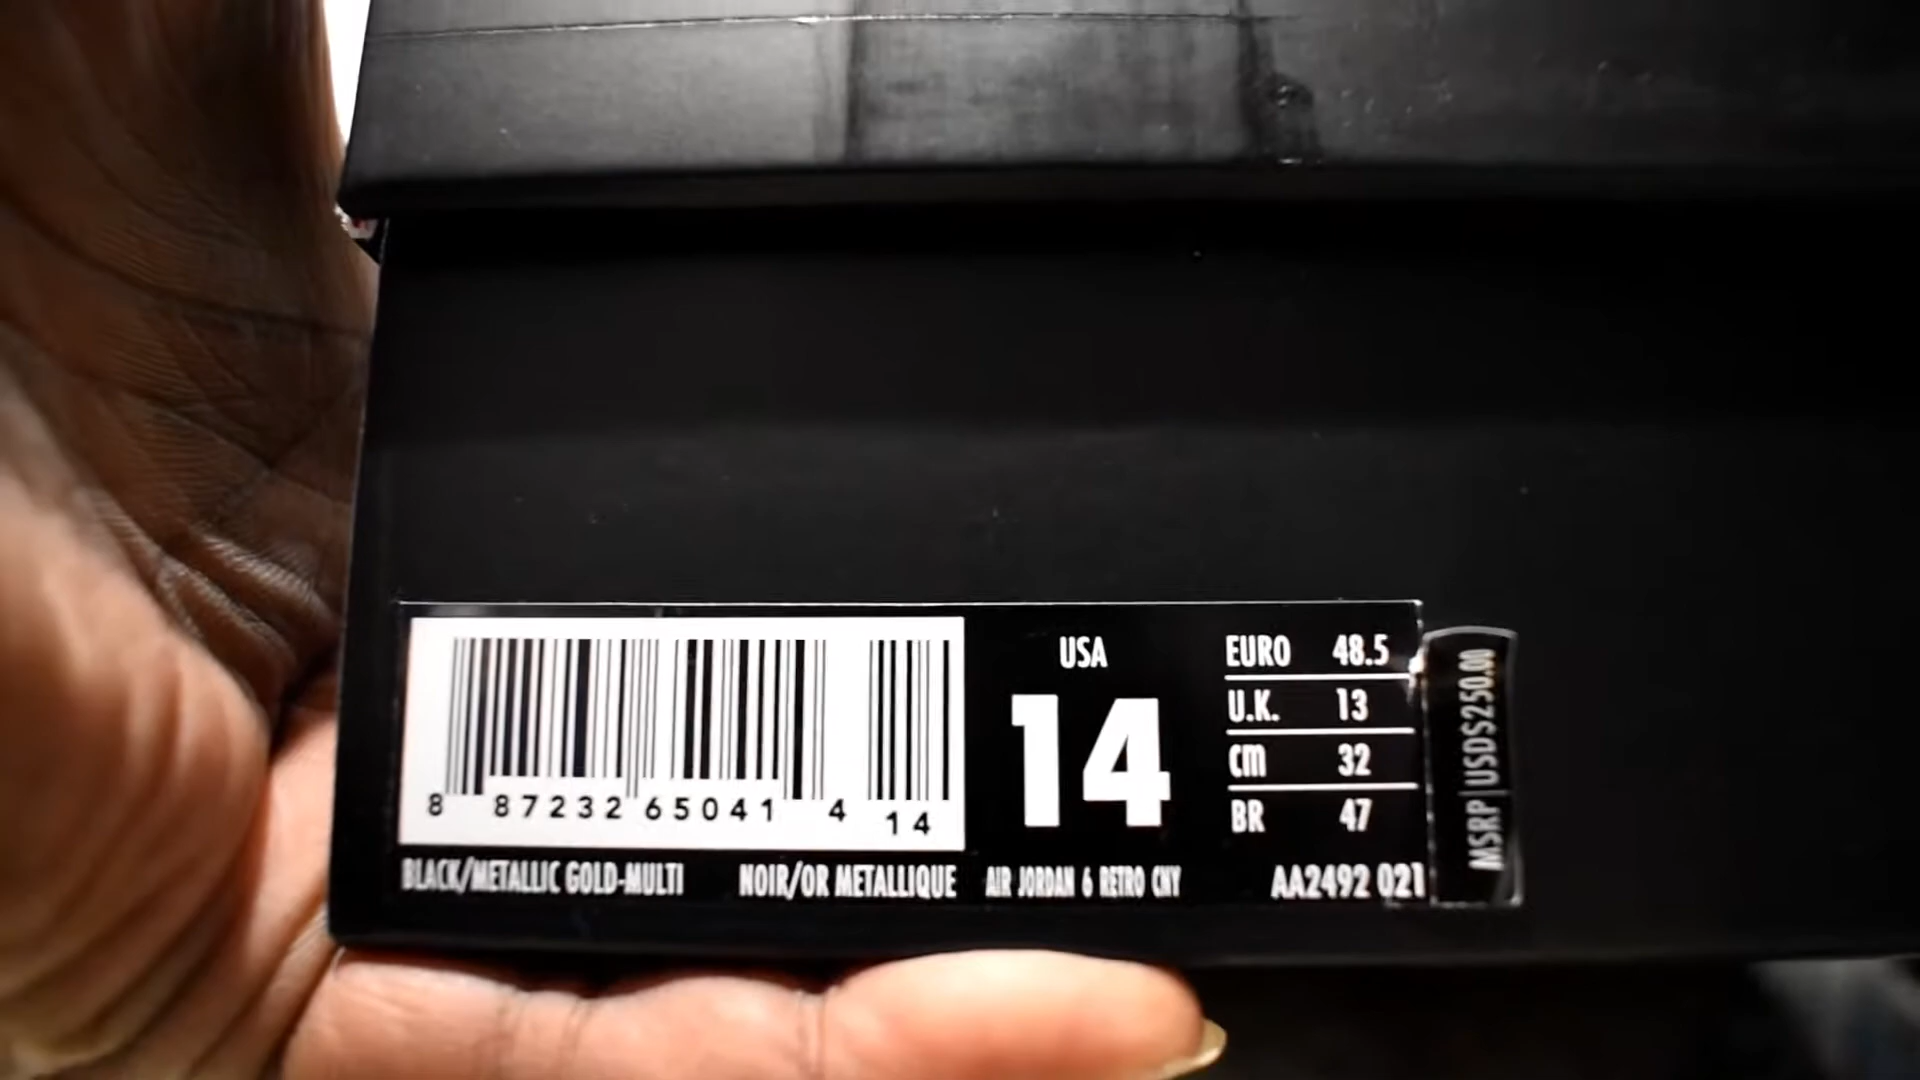 8 87232 65041 4 14
USA
14
EURO 48.5
U.K. 13
cm 32
BR 47
BLACK/METALLIC GOLD-MULTI NOIR/OR METALLIQUE AIR JORDAN 6 RETRO CNY AA2492 021
MSRP|USD$250.00